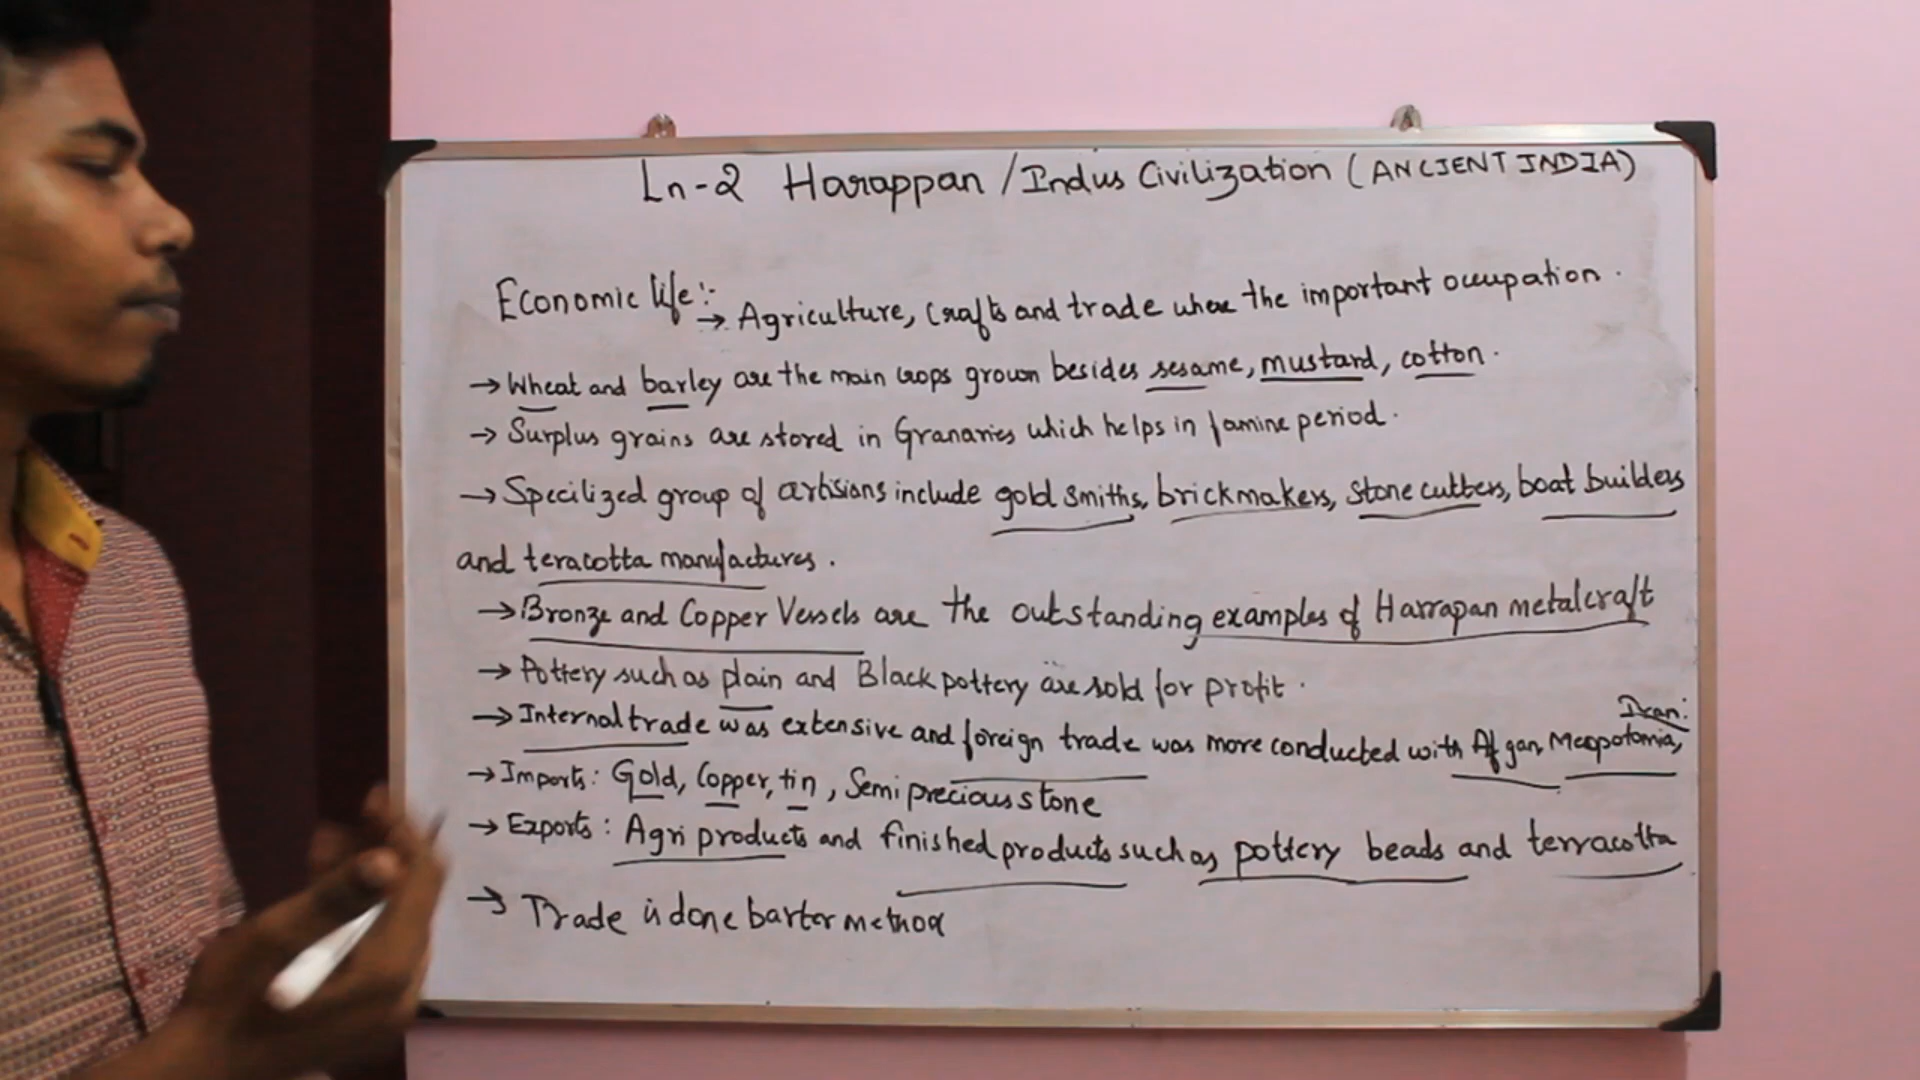 Ln-2 Harappan / Indus Civilization (ANCIENT INDIA)
Economic life:-
→ Agriculture, crafts and trade where the important occupation.
→ Wheat and barley are the main crops grown besides sesame, mustard, cotton.
→ Surplus grains are stored in Granaries which helps in famine period.
→ Specilized group of artisians include gold smiths, brickmakers, stone cutters, boat builders
and teracotta manufactures.
→ Bronze and Copper Vessels are the outstanding examples of Harrapan metalcraft
→ Pottery such as plain and Black pottery are sold for profit.
Iran.
→ Internal trade was extensive and foreign trade was more conducted with Afgan, Meopotomia,
→ Imports: Gold, Copper, tin, Semi precious stone
→ Exports: Agri products and finished products such as pottery beads and terracotta
→ Trade is done barter method